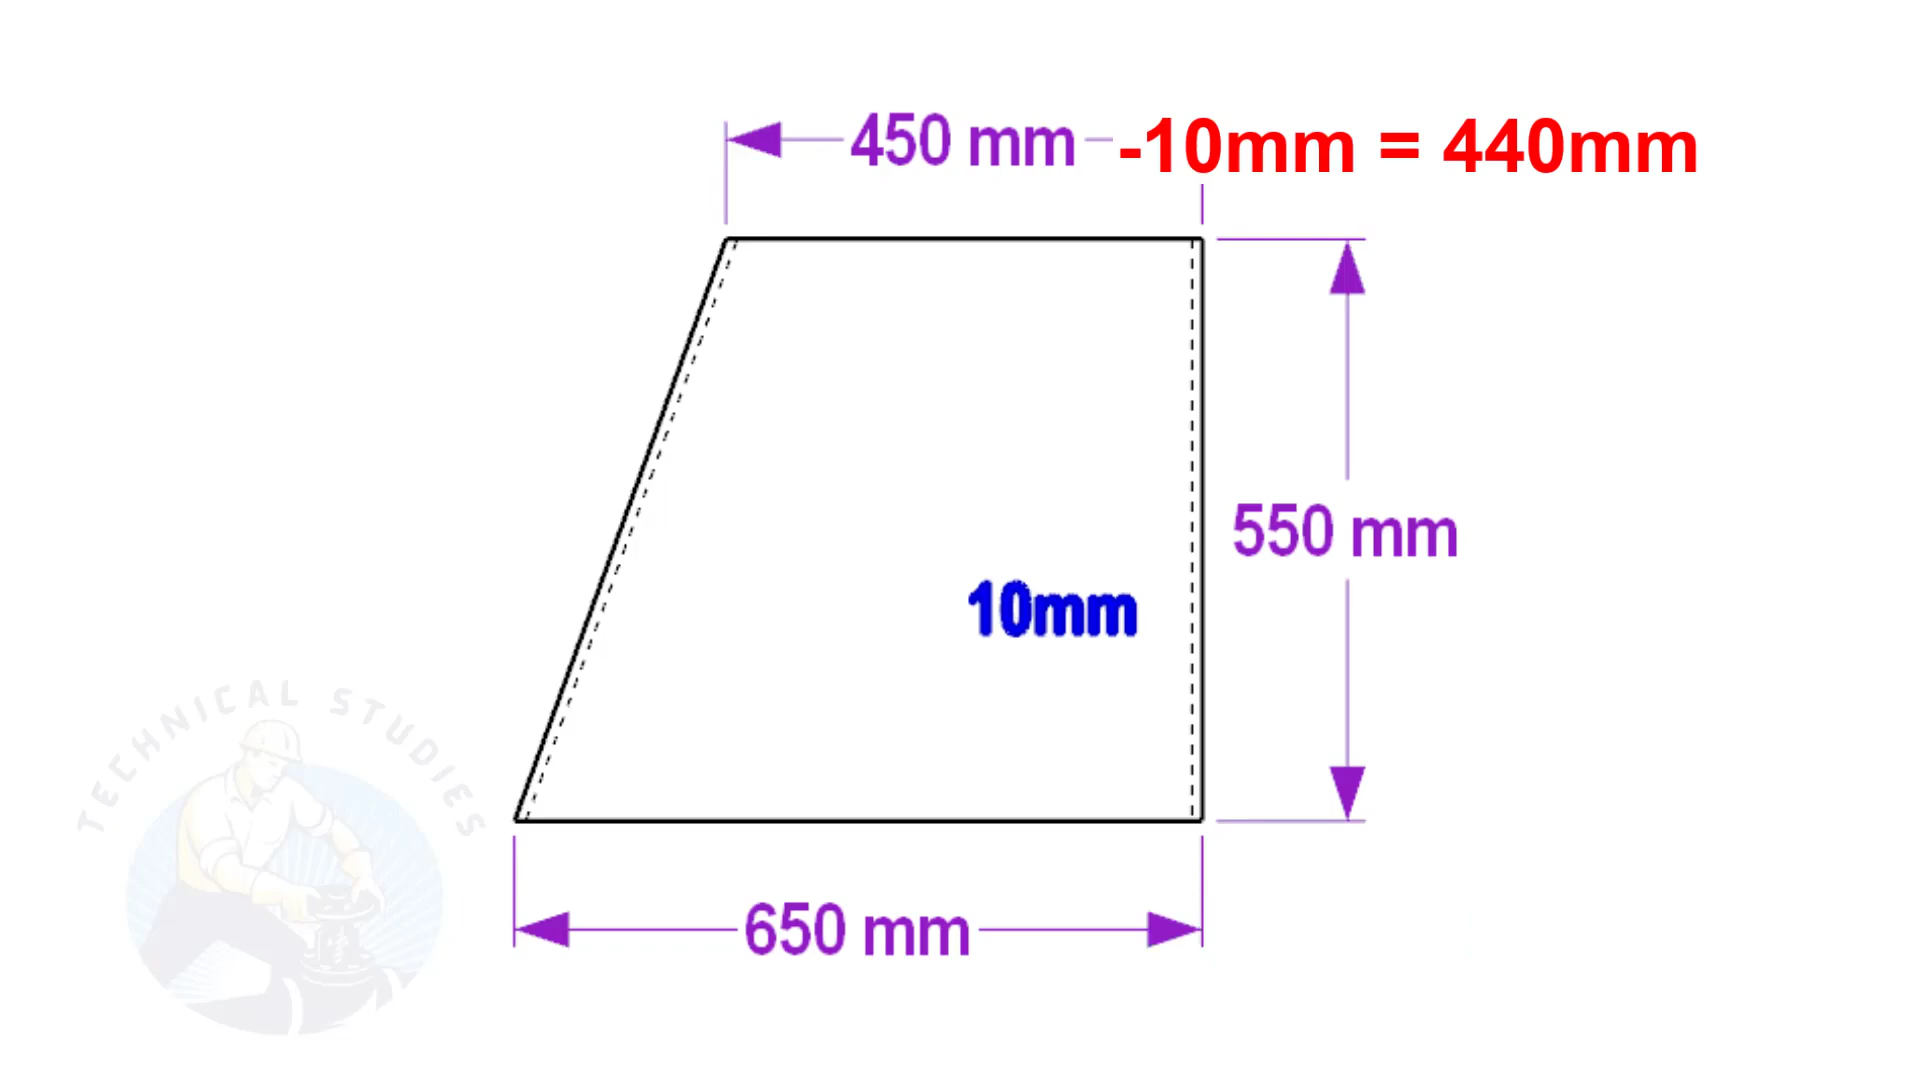 450 mm -10mm = 440mm
550 mm
10mm
TECHNICAL STUDIES
650 mm